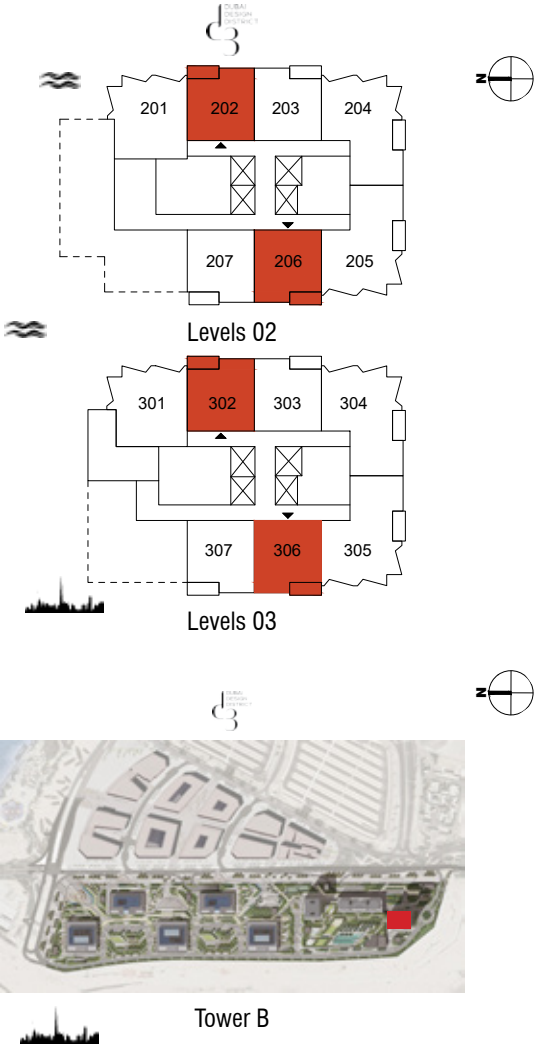 DUBAI
DESIGN
DISTRICT
N
201
202
203
204
207
206
205
Levels 02
301
302
303
304
307
306
305
Levels 03
DUBAI
DESIGN
DISTRICT
N
Tower B